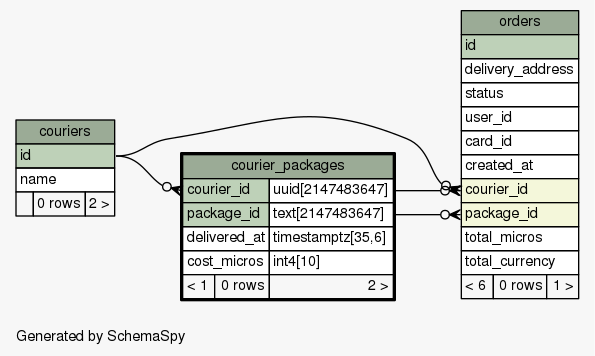 couriers
id
name
0 rows 2 >
courier_packages
courier_id uuid[2147483647]
package_id text[2147483647]
delivered_at timestamptz[35,6]
cost_micros int4[10]
< 1 0 rows 2 >
orders
id
delivery_address
status
user_id
card_id
created_at
courier_id
package_id
total_micros
total_currency
< 6 0 rows 1 >
Generated by SchemaSpy